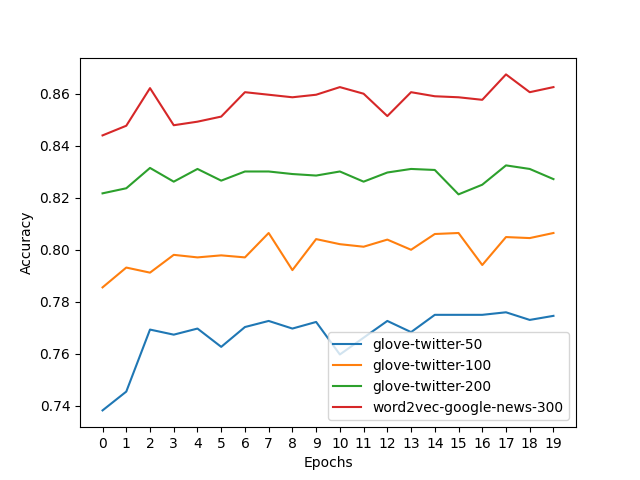 0.86
0.84
0.82
0.80
0.78
0.76
0.74
Accuracy
glove-twitter-50
glove-twitter-100
glove-twitter-200
word2vec-google-news-300
0 1 2 3 4 5 6 7 8 9 10 11 12 13 14 15 16 17 18 19
Epochs